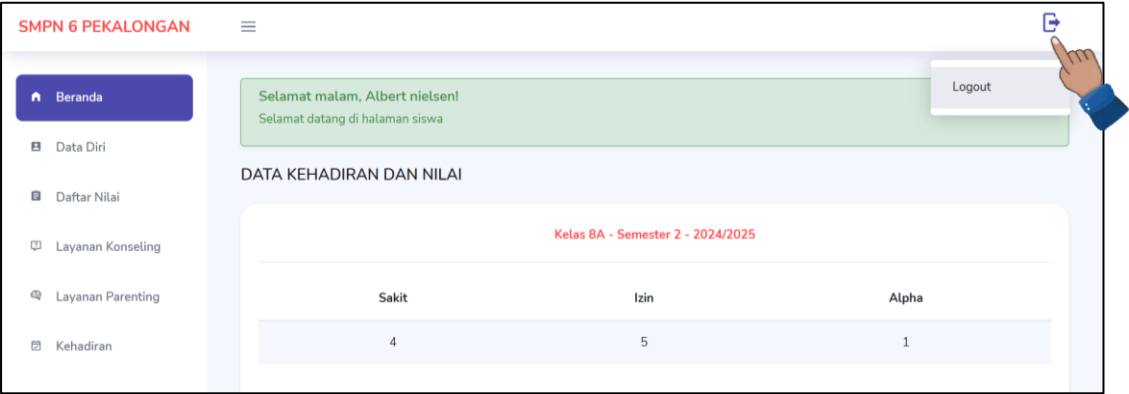 SMPN 6 PEKALONGAN
Logout
Beranda
Data Diri
Daftar Nilai
Layanan Konseling
Layanan Parenting
Kehadiran
Selamat malam, Albert nielsen!
Selamat datang di halaman siswa
DATA KEHADIRAN DAN NILAI
Kelas 8A - Semester 2 - 2024/2025
Sakit Izin Alpha
4 5 1